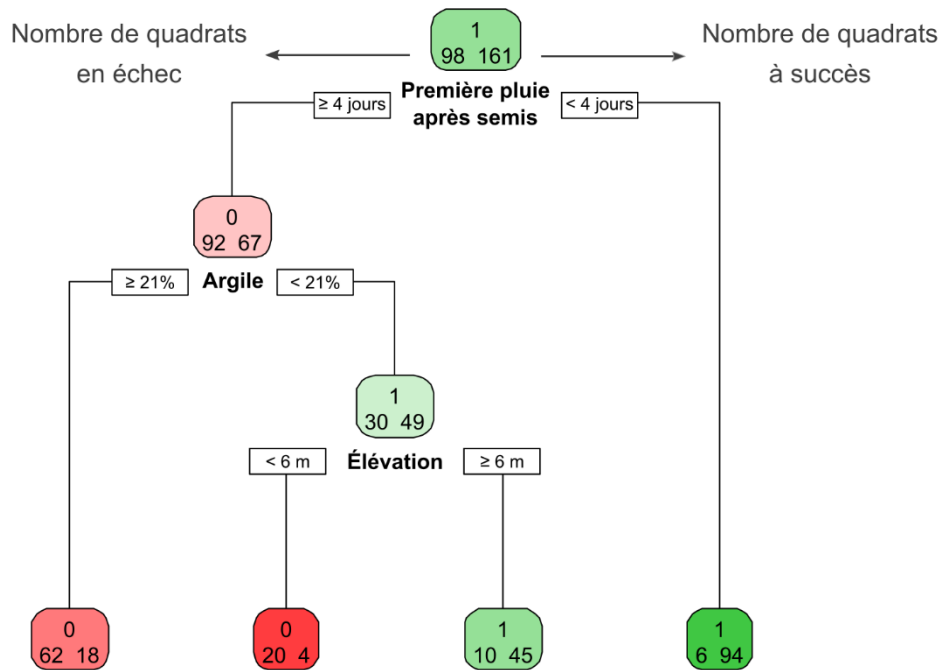 Nombre de quadrats
en échec
1
98 161
Nombre de quadrats
à succès
≥ 4 jours
Première pluie
après semis
< 4 jours
0
92 67
≥ 21%
Argile
< 21%
1
30 49
< 6 m
Élévation
≥ 6 m
0
62 18
0
20 4
1
10 45
1
6 94